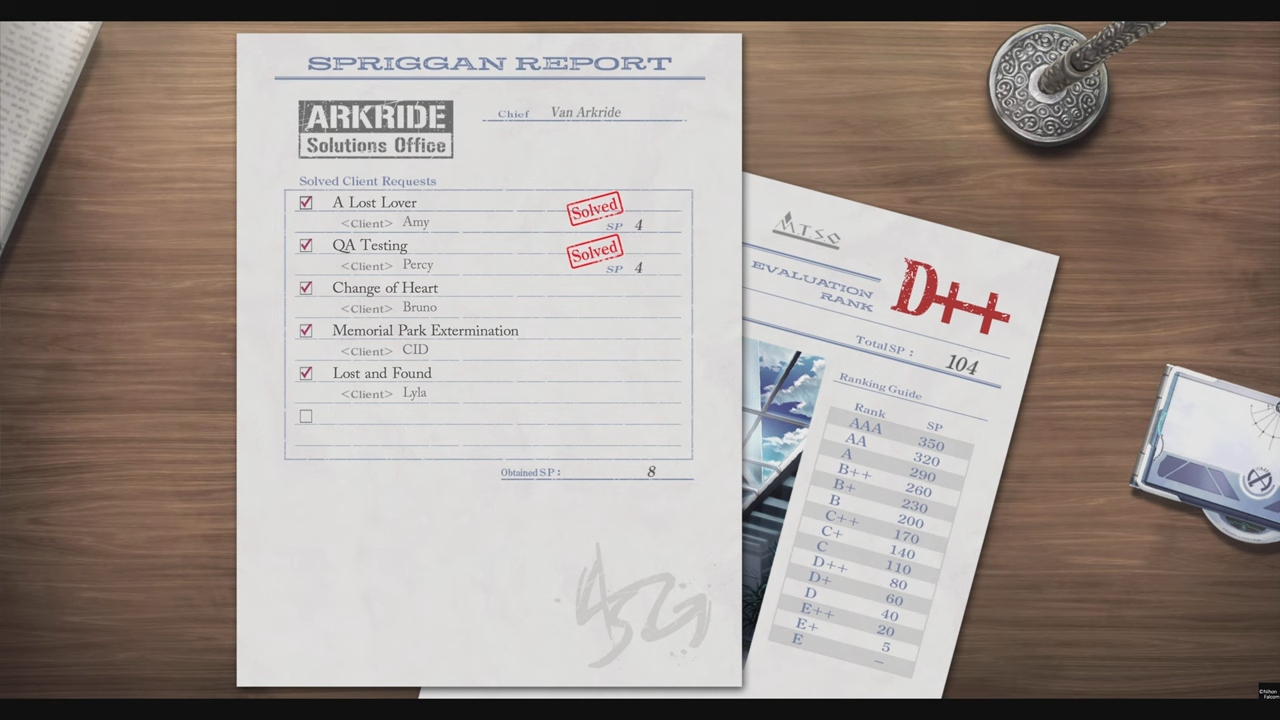 SPRIGGAN REPORT
ARKRIDE
Solutions Office
Chief Van Arkride
Solved Client Requests
A Lost Lover
<Client> Amy
Solved
SP 4
QA Testing
<Client> Percy
Solved
SP 4
Change of Heart
<Client> Bruno
Memorial Park Extermination
<Client> CID
Lost and Found
<Client> Lyla
Obtained SP: 8
MTSO
EVALUATION
RANK
D++
Total SP: 104
Ranking Guide
Rank SP
AAA 350
AA 320
A 290
B++ 260
B+ 230
B 200
C++ 170
C+ 140
C 110
D++ 80
D+ 60
D 40
E++ 20
E+ 5
E –
©Nihon
Falcom